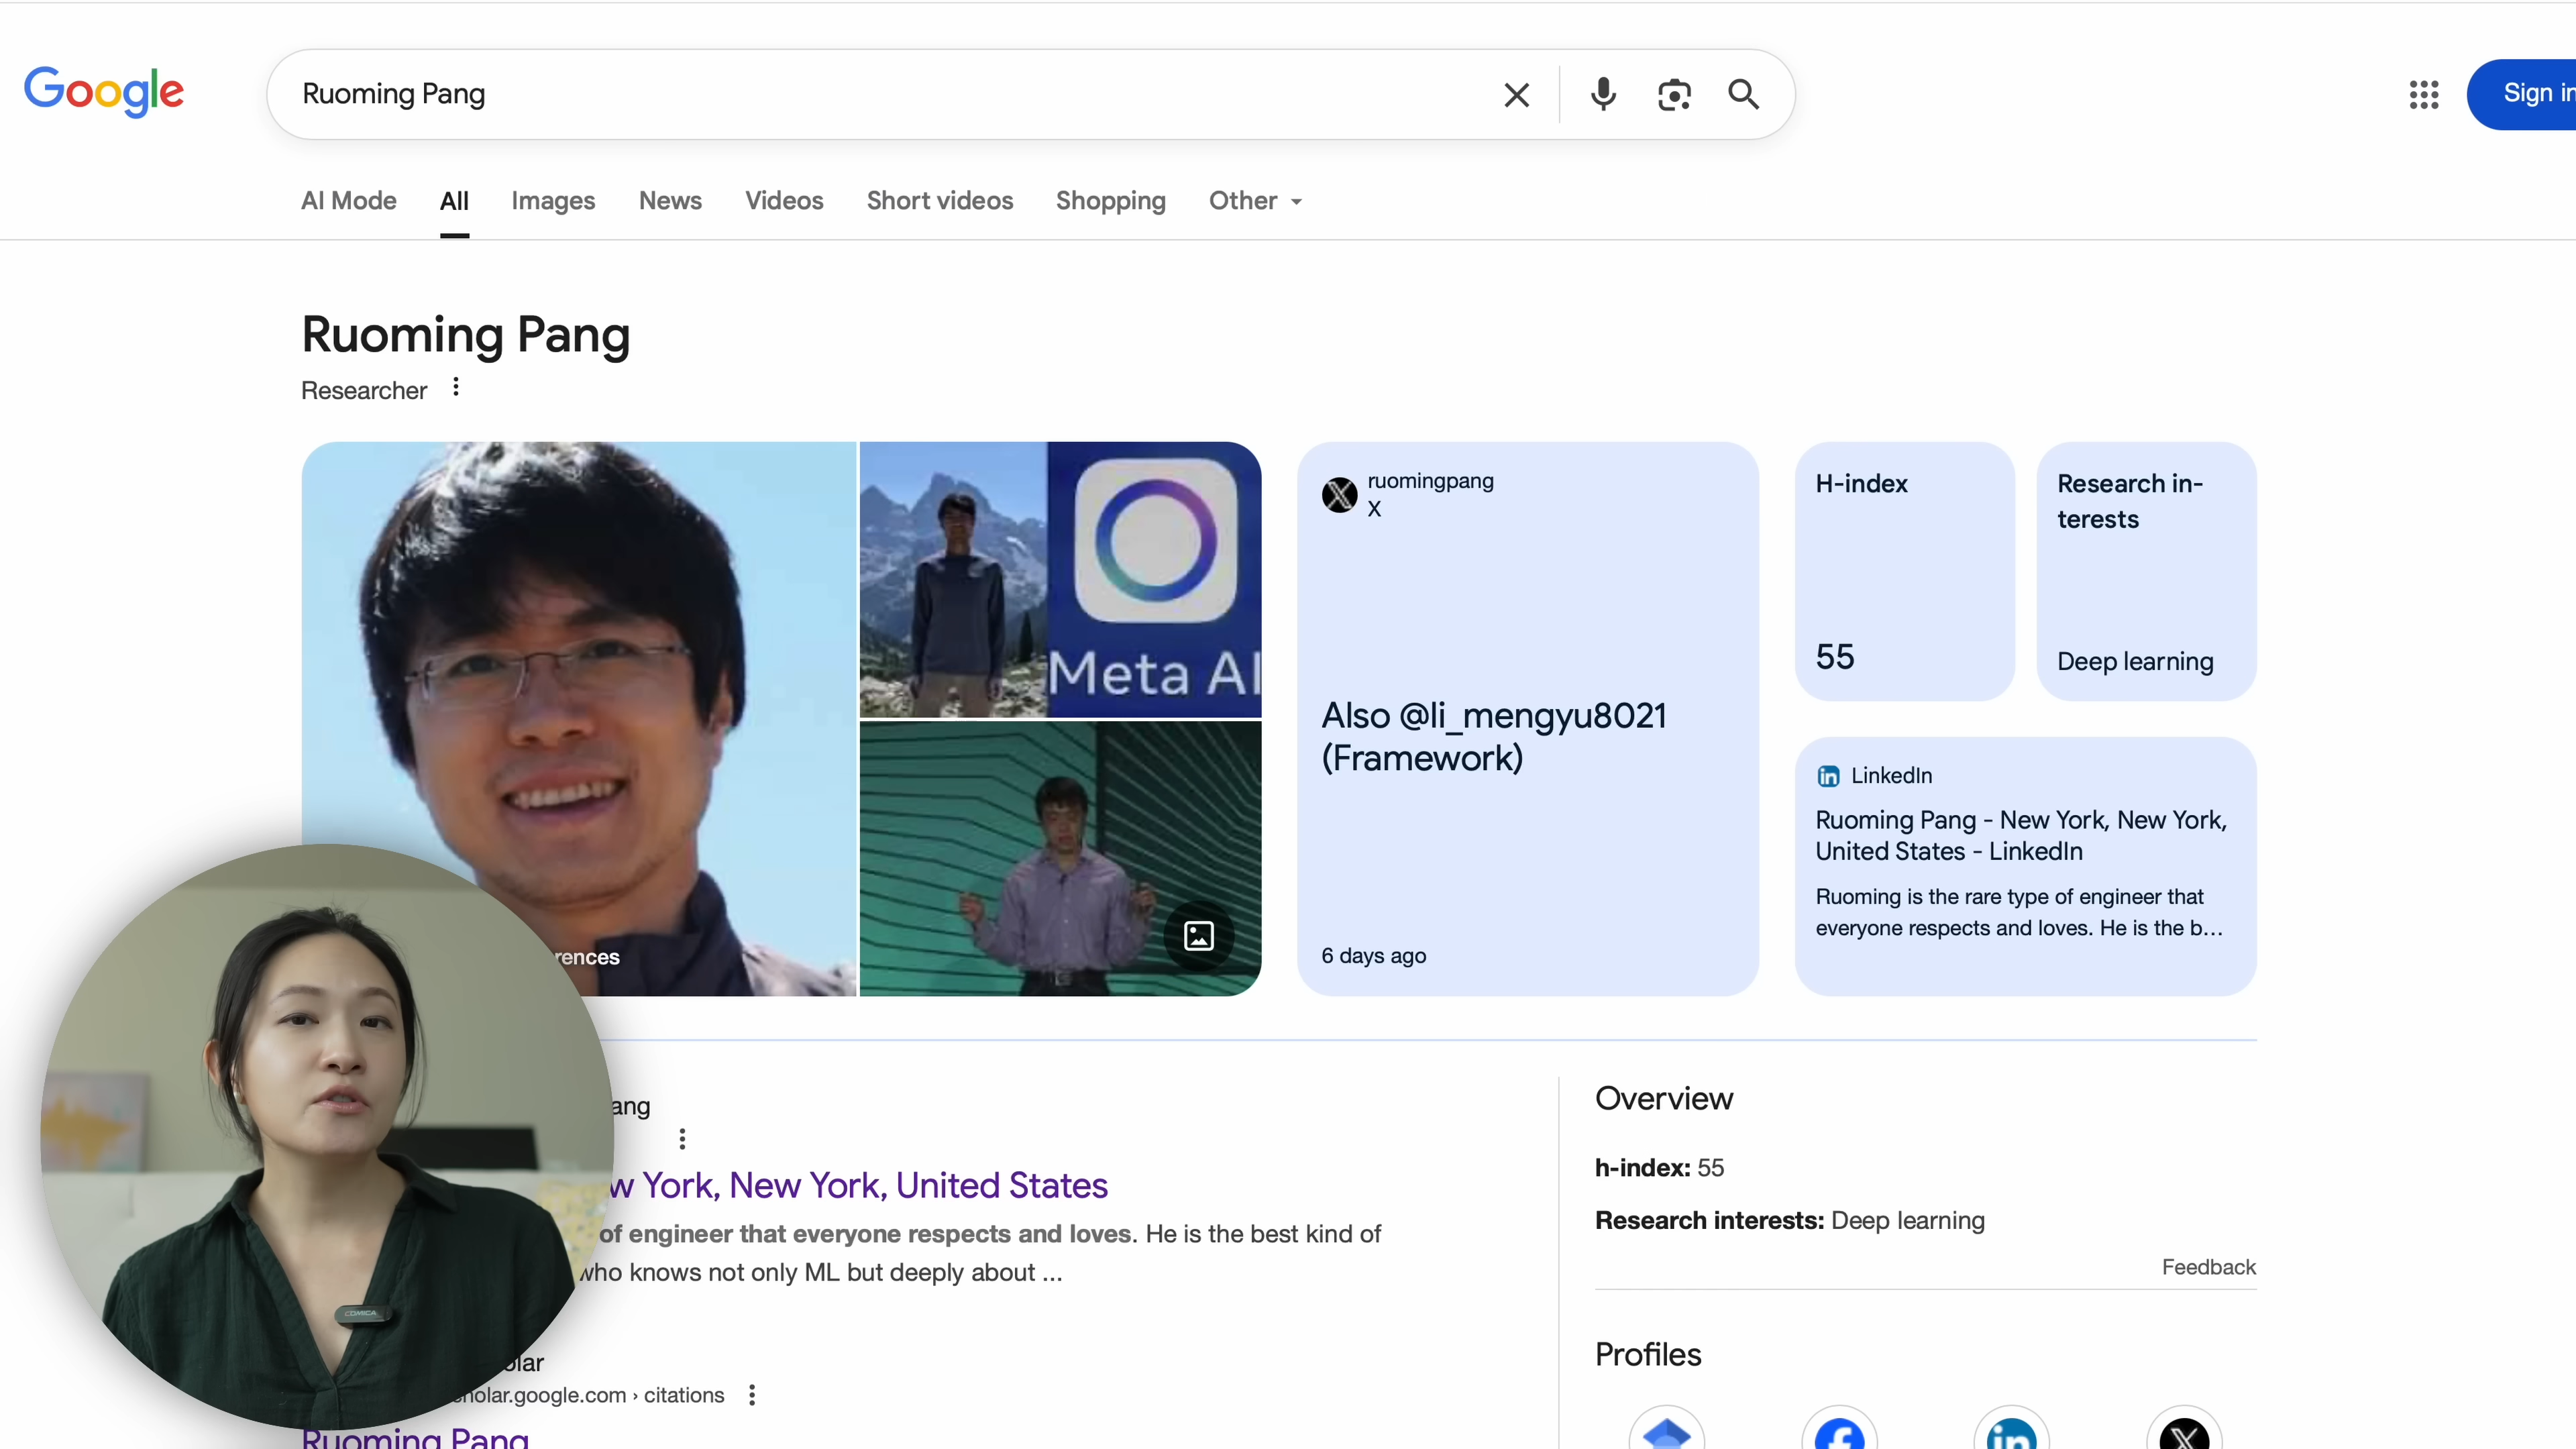 Google
Ruoming Pang
Sign in
AI Mode
All
Images
News
Videos
Short videos
Shopping
Other
Ruoming Pang
Researcher
Meta AI
rences
ruomingpang
X
Also @li_mengyu8021
(Framework)
6 days ago
H-index
55
Research in-
terests
Deep learning
LinkedIn
Ruoming Pang - New York, New York,
United States - LinkedIn
Ruoming is the rare type of engineer that
everyone respects and loves. He is the b...
ang
w York, New York, United States
of engineer that everyone respects and loves. He is the best kind of
who knows not only ML but deeply about ...
COMICA
olar
holar.google.com › citations
Ruoming Pang
Overview
h-index: 55
Research interests: Deep learning
Feedback
Profiles
in
X